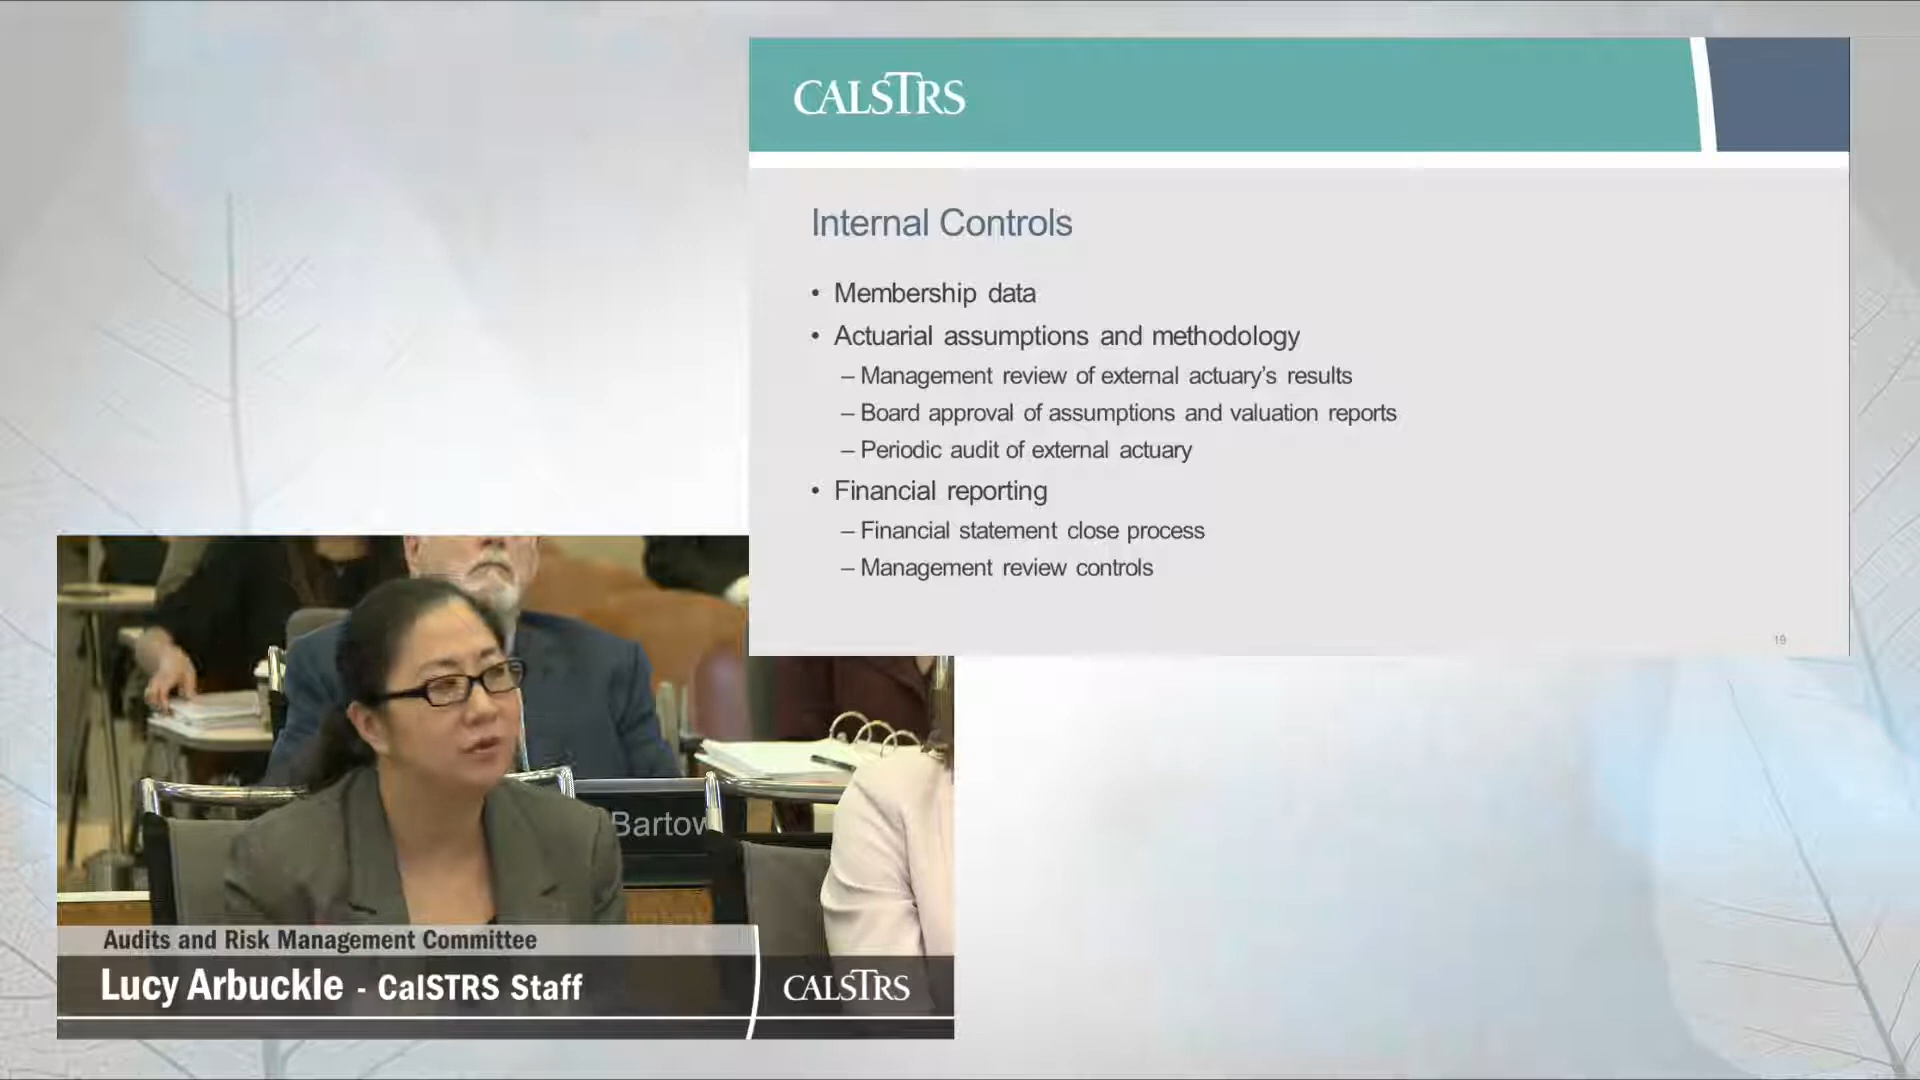 CALSTRS
Internal Controls
• Membership data
• Actuarial assumptions and methodology
– Management review of external actuary's results
– Board approval of assumptions and valuation reports
– Periodic audit of external actuary
• Financial reporting
– Financial statement close process
– Management review controls
19
Bartow
Audits and Risk Management Committee
Lucy Arbuckle - CalSTRS Staff
CALSTRS